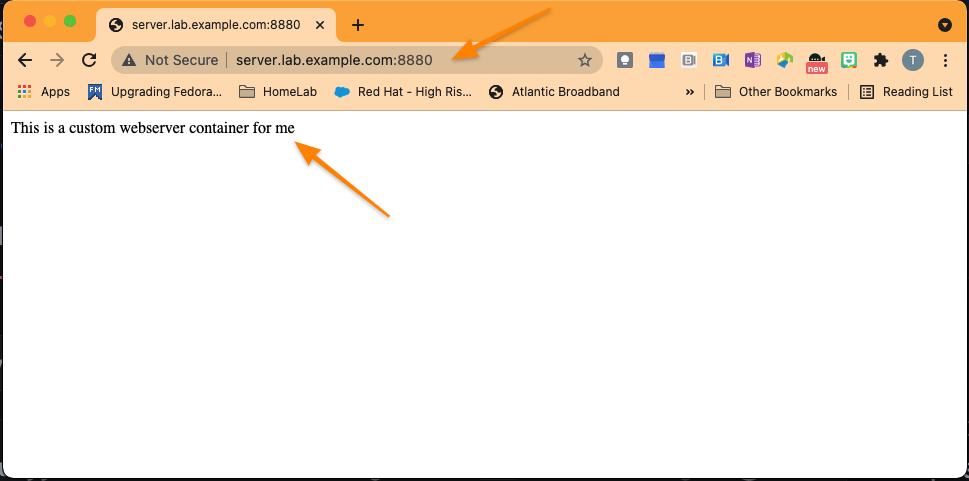 server.lab.example.com:8880
Not Secure server.lab.example.com:8880
new
T
Apps FM Upgrading Fedora... HomeLab Red Hat - High Ris... Atlantic Broadband » Other Bookmarks Reading List
This is a custom webserver container for me